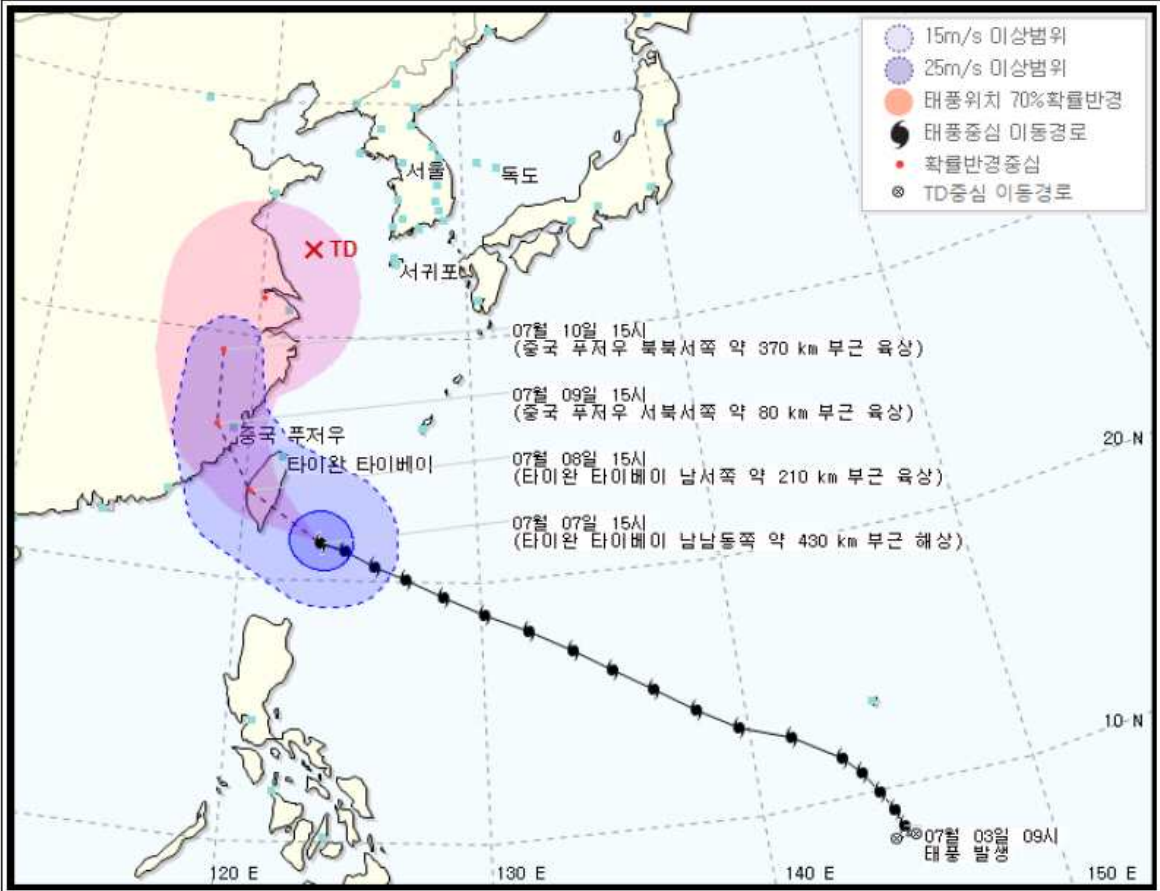 15m/s 이상범위
25m/s 이상범위
태풍위치 70%확률반경
태풍중심 이동경로
확률반경중심
TD중심 이동경로
서울
독도
TD
서귀포
07월 10일 15시
(중국 푸저우 북북서쪽 약 370 km 부근 육상)
07월 09일 15시
(중국 푸저우 서북서쪽 약 80 km 부근 육상)
중국 푸저우
20 N
07월 08일 15시
타이완 타이베이
(타이완 타이베이 남서쪽 약 210 km 부근 육상)
07월 07일 15시
(타이완 타이베이 남남동쪽 약 430 km 부근 해상)
10 N
07월 03일 09시
태풍 발생
120 E
130 E
140 E
150 E